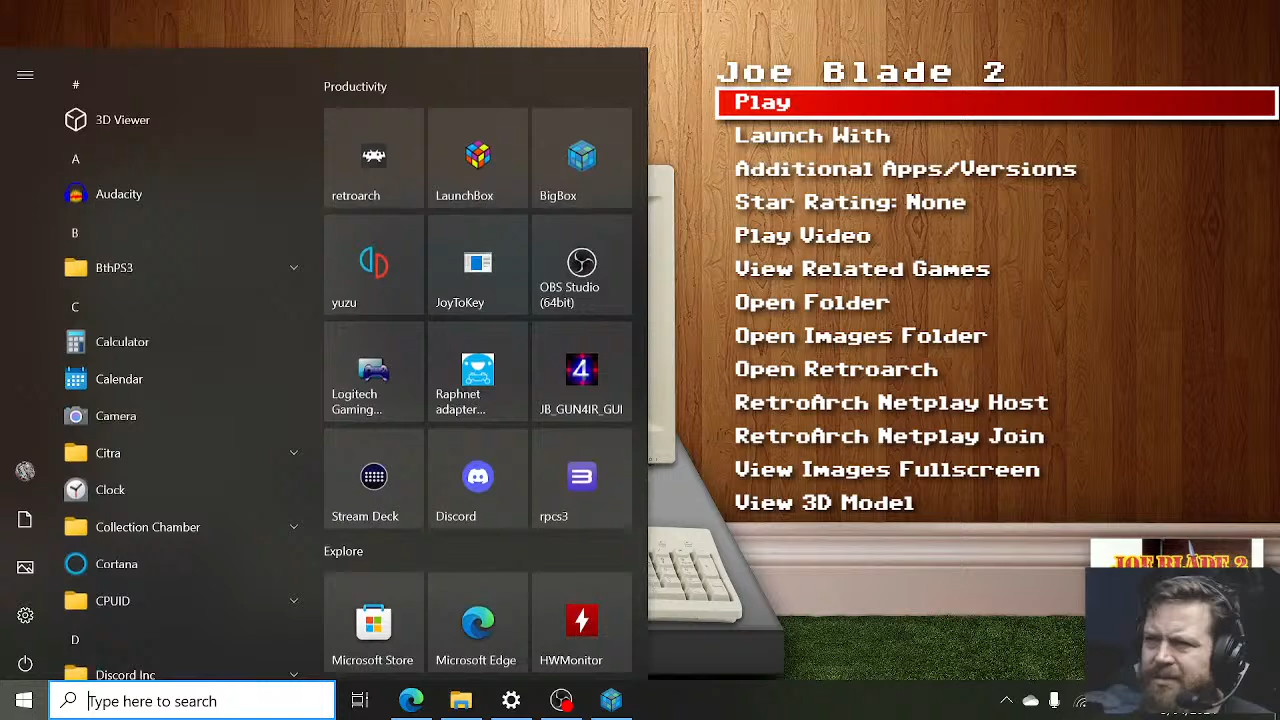 #
3D Viewer
A
Audacity
B
BthPS3
C
Calculator
Calendar
Camera
Citra
Clock
Collection Chamber
Cortana
CPUID
D
Discord Inc
Productivity
retroarch
LaunchBox
BigBox
yuzu
JoyToKey
OBS Studio
(64bit)
Logitech
Gaming...
Raphnet
adapter...
4
JB_GUN4IR_GUI
Stream Deck
Discord
rpcs3
Explore
Microsoft Store
Microsoft Edge
HWMonitor
Type here to search
Joe Blade 2
Play
Launch With
Additional Apps/Versions
Star Rating: None
Play Video
View Related Games
Open Folder
Open Images Folder
Open Retroarch
RetroArch Netplay Host
RetroArch Netplay Join
View Images Fullscreen
View 3D Model
JOE BLADE 2